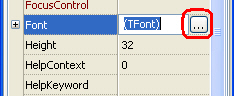 FocusControl
Font (TFont) ...
Height 32
HelpContext 0
HelpKeyword